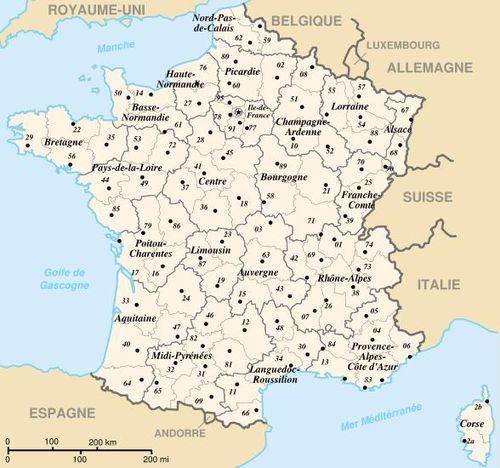 ROYAUME-UNI
BELGIQUE
LUXEMBOURG
ALLEMAGNE
SUISSE
ITALIE
ESPAGNE
ANDORRE
Manche
Golfe de
Gascogne
Mer Méditerranée
Nord-Pas-
de-Calais
62
59
80
Picardie
02
08
60
Haute-
Normandie
76
27
50
14
Basse-
Normandie
61
95
Ile-de-
France
78
91
77
51
Champagne-
Ardenne
10
52
55
57
Lorraine
54
88
67
Alsace
68
90
29
22
Bretagne
35
56
53
72
Pays-de-la-Loire
44
49
85
28
45
41
37
Centre
36
18
89
Bourgogne
21
58
71
70
25
Franche-
Comté
39
79
86
Poitou-
Charentes
17
23
Limousin
87
19
03
63
Auvergne
15
43
42
69
01
74
73
Rhône-Alpes
38
07
26
33
Aquitaine
40
47
64
46
82
12
Midi-Pyrénées
32
31
81
65
09
48
30
34
Languedoc-
Roussilion
11
66
05
04
84
13
Provence-
Alpes-
Côte d'Azur
06
83
2b
Corse
2a
0 100 200 km
0 100 200 mi